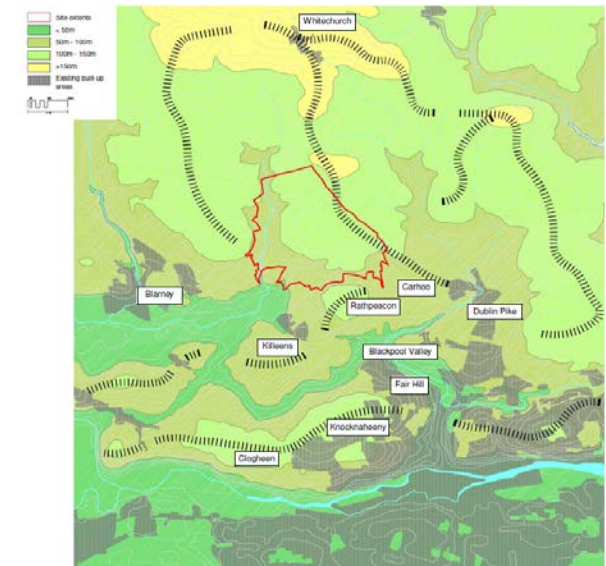 Site extents
< 50m
50m - 100m
100m - 150m
>150m
Existing built-up
areas
Whitechurch
Blarney
Carhoo
Rathpeacon
Dublin Pike
Killeens
Blackpool Valley
Fair Hill
Knocknaheeny
Clogheen